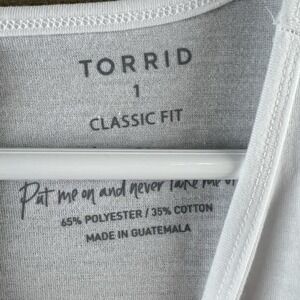 TORRID
1
CLASSIC FIT
Put me on and never take me
65% POLYESTER / 35% COTTON
MADE IN GUATEMALA